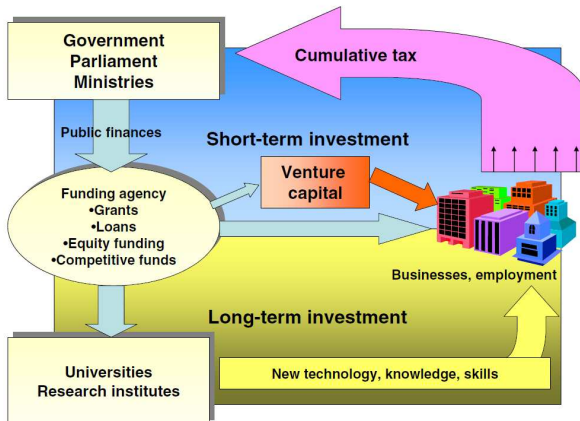 Government
Parliament
Ministries
Cumulative tax
Public finances
Short-term investment
Funding agency
•Grants
•Loans
•Equity funding
•Competitive funds
Venture
capital
Businesses, employment
Long-term investment
Universities
Research institutes
New technology, knowledge, skills